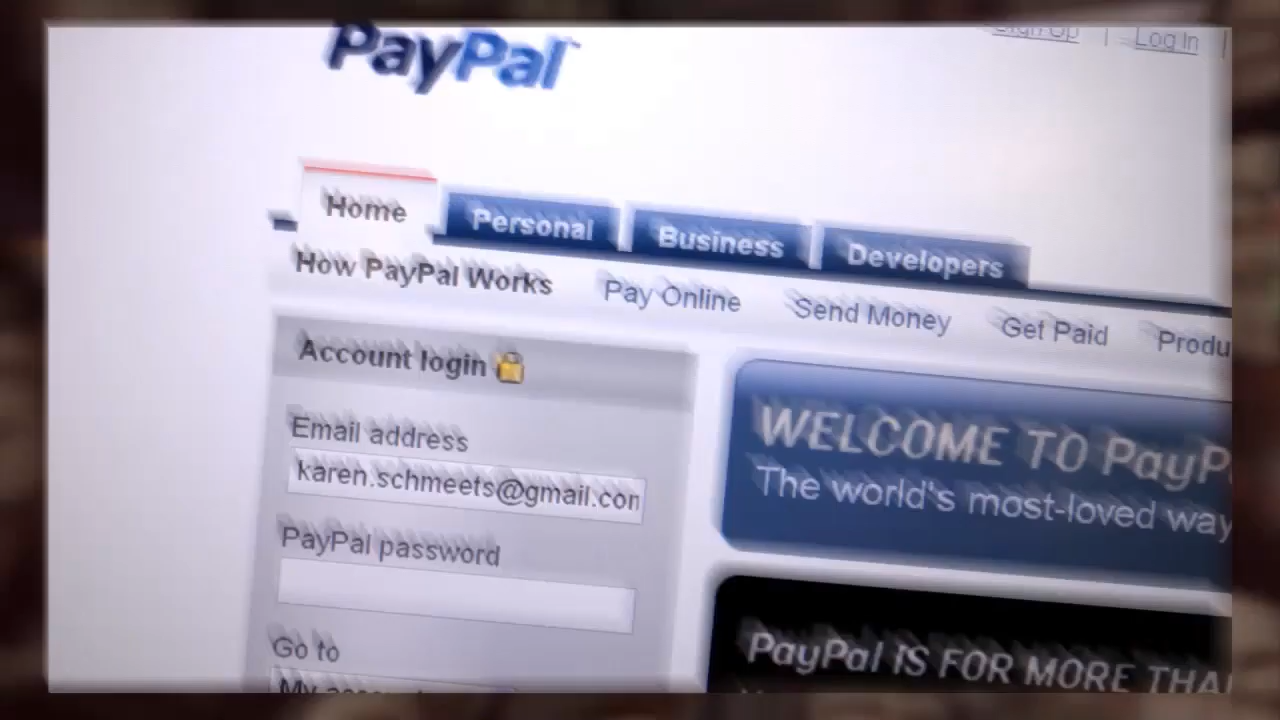 PayPal
Sign Up | Log In |
Home Personal Business Developers
How PayPal Works Pay Online Send Money Get Paid Produ
Account login
Email address
karen.schmeets@gmail.con
PayPal password
Go to
WELCOME TO PayP
The world's most-loved way
PayPal IS FOR MORE THA